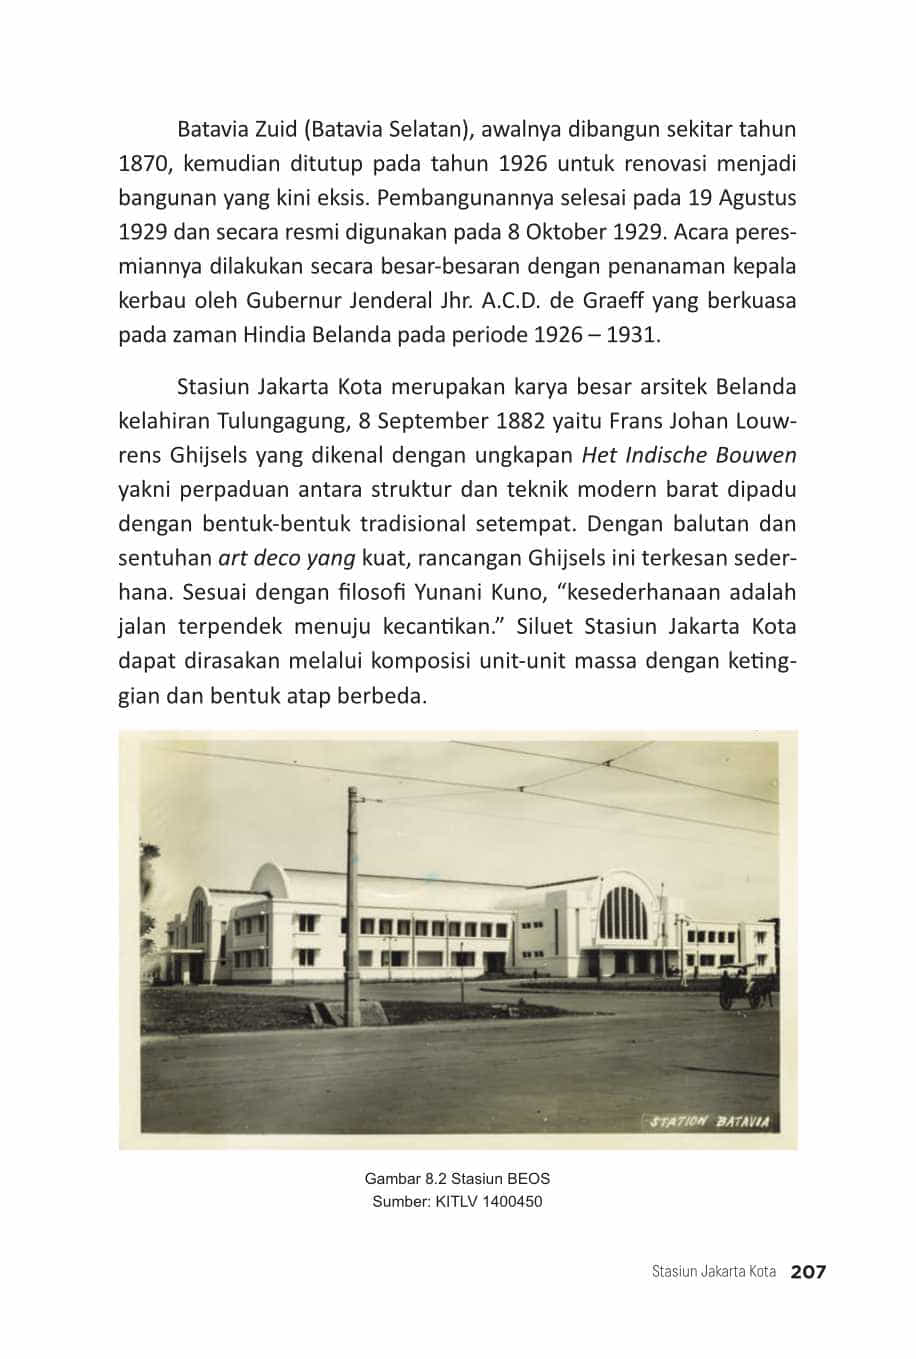 Batavia Zuid (Batavia Selatan), awalnya dibangun sekitar tahun
1870, kemudian ditutup pada tahun 1926 untuk renovasi menjadi
bangunan yang kini eksis. Pembangunannya selesai pada 19 Agustus
1929 dan secara resmi digunakan pada 8 Oktober 1929. Acara peres-
miannya dilakukan secara besar-besaran dengan penanaman kepala
kerbau oleh Gubernur Jenderal Jhr. A.C.D. de Graeff yang berkuasa
pada zaman Hindia Belanda pada periode 1926 – 1931.
Stasiun Jakarta Kota merupakan karya besar arsitek Belanda
kelahiran Tulungagung, 8 September 1882 yaitu Frans Johan Louw-
rens Ghijsels yang dikenal dengan ungkapan Het Indische Bouwen
yakni perpaduan antara struktur dan teknik modern barat dipadu
dengan bentuk-bentuk tradisional setempat. Dengan balutan dan
sentuhan art deco yang kuat, rancangan Ghijsels ini terkesan seder-
hana. Sesuai dengan filosofi Yunani Kuno, “kesederhanaan adalah
jalan terpendek menuju kecantikan.” Siluet Stasiun Jakarta Kota
dapat dirasakan melalui komposisi unit-unit massa dengan keting-
gian dan bentuk atap berbeda.
STATION BATAVIA
Gambar 8.2 Stasiun BEOS
Sumber: KITLV 1400450
Stasiun Jakarta Kota 207